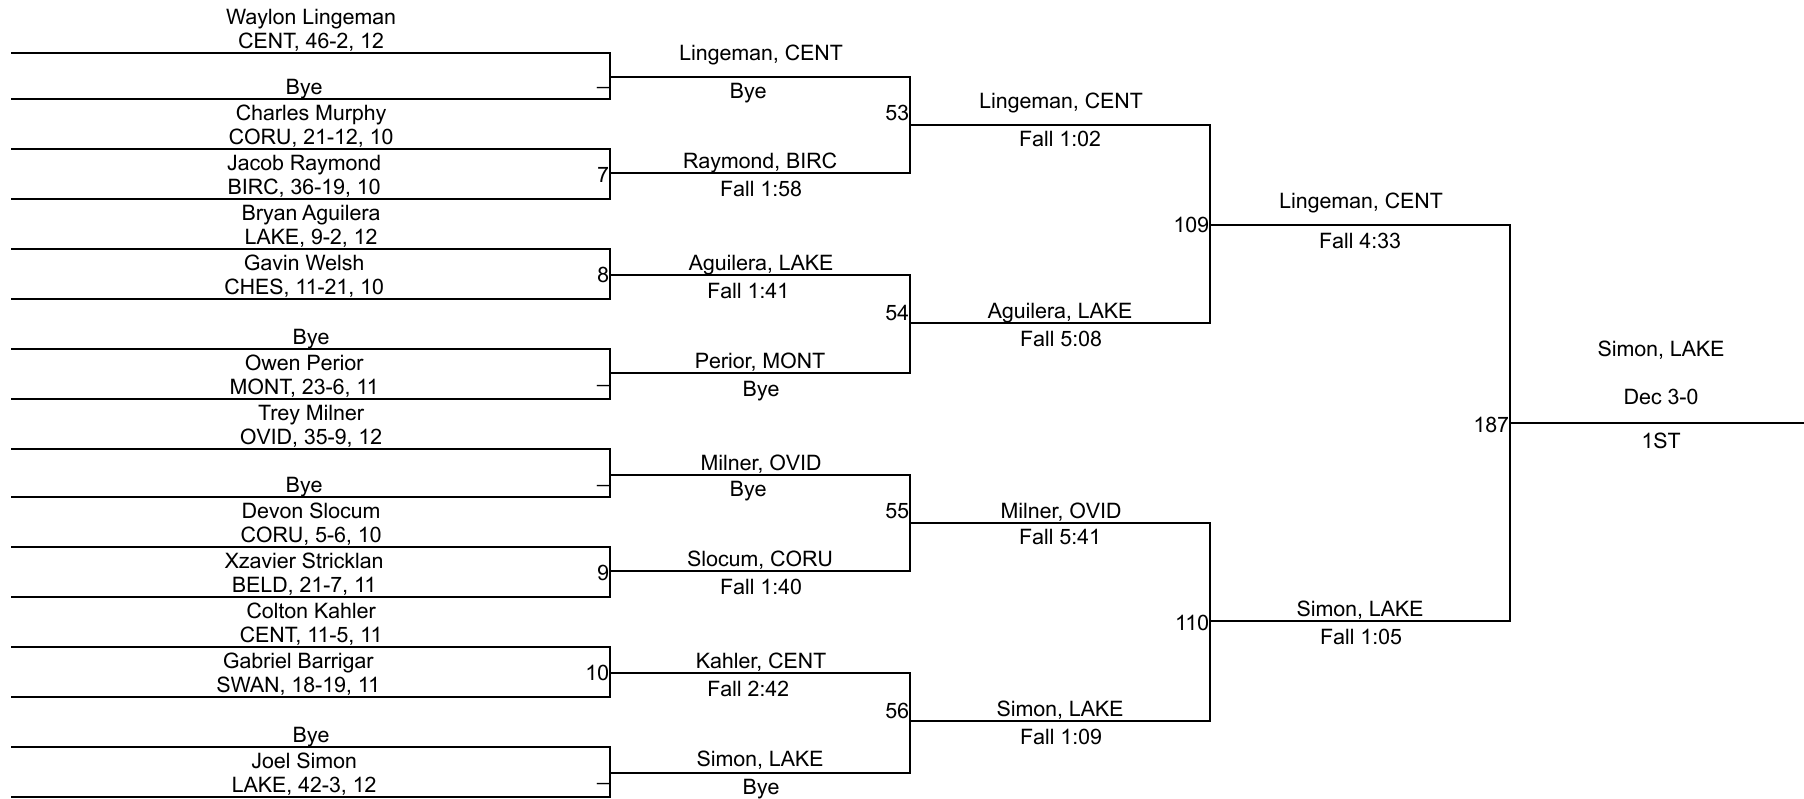 Waylon Lingeman
CENT, 46-2, 12
Bye
–
Charles Murphy
CORU, 21-12, 10
Jacob Raymond
BIRC, 36-19, 10
7
Bryan Aguilera
LAKE, 9-2, 12
Gavin Welsh
CHES, 11-21, 10
8
Bye
Owen Perior
MONT, 23-6, 11
–
Trey Milner
OVID, 35-9, 12
Bye
–
Devon Slocum
CORU, 5-6, 10
Xzavier Stricklan
BELD, 21-7, 11
9
Colton Kahler
CENT, 11-5, 11
Gabriel Barrigar
SWAN, 18-19, 11
10
Bye
Joel Simon
LAKE, 42-3, 12
–
Lingeman, CENT
Bye
53
Raymond, BIRC
Fall 1:58
Aguilera, LAKE
Fall 1:41
54
Perior, MONT
Bye
Milner, OVID
Bye
55
Slocum, CORU
Fall 1:40
Kahler, CENT
Fall 2:42
56
Simon, LAKE
Bye
Lingeman, CENT
Fall 1:02
109
Aguilera, LAKE
Fall 5:08
Milner, OVID
Fall 5:41
110
Simon, LAKE
Fall 1:09
Lingeman, CENT
Fall 4:33
187
Simon, LAKE
Fall 1:05
Simon, LAKE
Dec 3-0
1ST